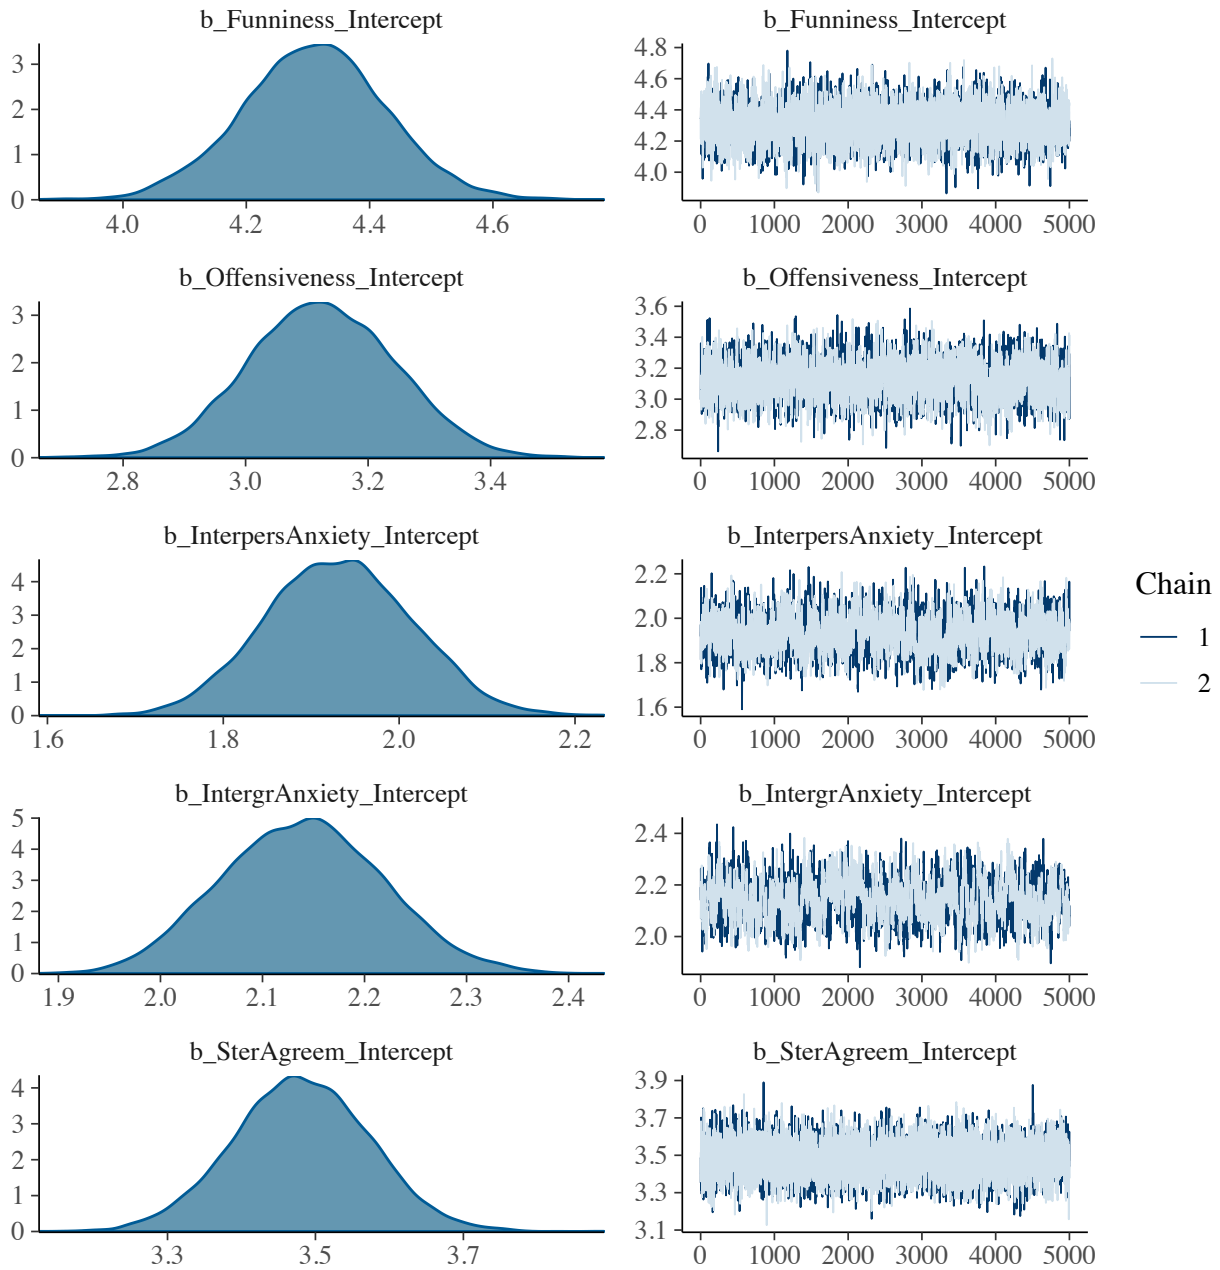 b_Funniness_Intercept
3
2
1
0
4.0 4.2 4.4 4.6
b_Funniness_Intercept
4.8
4.6
4.4
4.2
4.0
0 1000 2000 3000 4000 5000
b_Offensiveness_Intercept
3
2
1
0
2.8 3.0 3.2 3.4
b_Offensiveness_Intercept
3.6
3.4
3.2
3.0
2.8
0 1000 2000 3000 4000 5000
b_InterpersAnxiety_Intercept
4
3
2
1
0
1.6 1.8 2.0 2.2
b_InterpersAnxiety_Intercept
2.2
2.0
1.8
1.6
0 1000 2000 3000 4000 5000
b_IntergrAnxiety_Intercept
5
4
3
2
1
0
1.9 2.0 2.1 2.2 2.3 2.4
b_IntergrAnxiety_Intercept
2.4
2.2
2.0
0 1000 2000 3000 4000 5000
b_SterAgreem_Intercept
4
3
2
1
0
3.3 3.5 3.7
b_SterAgreem_Intercept
3.9
3.7
3.5
3.3
3.1
0 1000 2000 3000 4000 5000
Chain
1
2